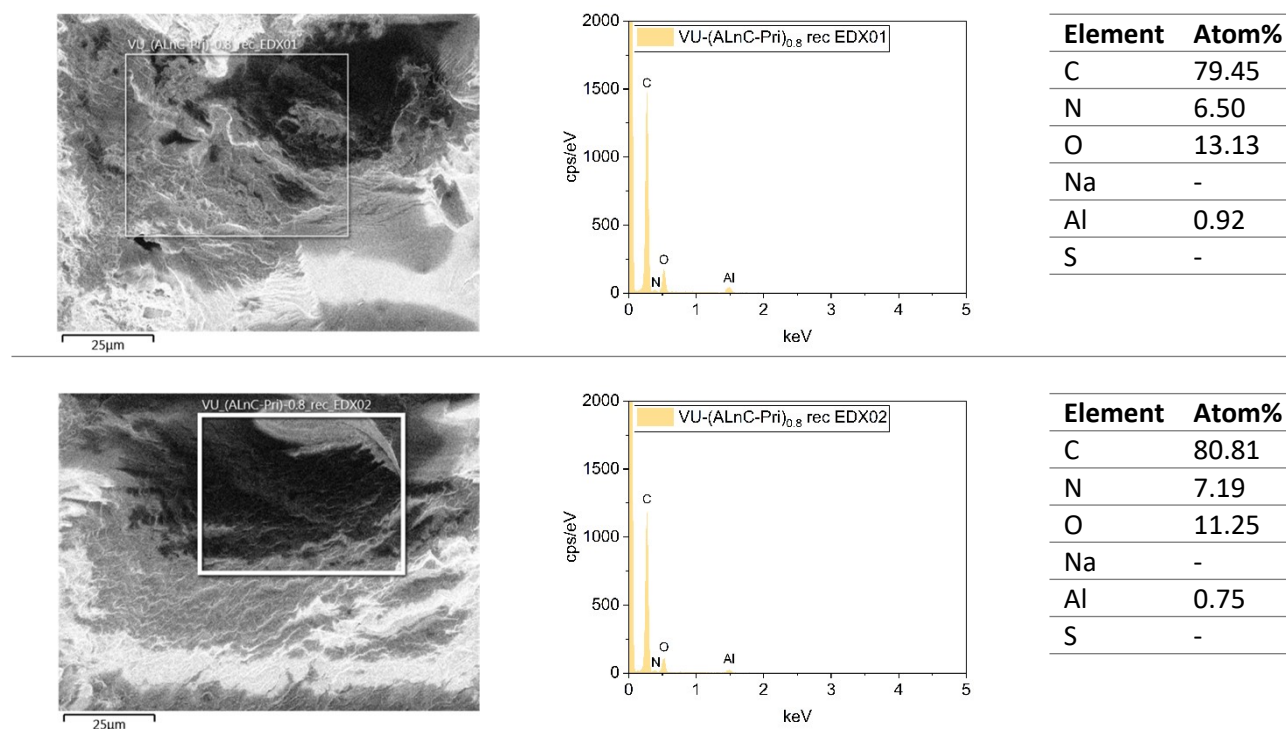 VU_(ALnC-Pri)-0.8_rec_EDX01
25µm
2000
1500
1000
500
0
cps/eV
VU-(ALnC-Pri)0.8 rec EDX01
C
N
O
Al
0 1 2 3 4 5
keV
Element Atom%
C 79.45
N 6.50
O 13.13
Na -
Al 0.92
S -
VU_(ALnC-Pri)-0.8_rec_EDX02
25µm
2000
1500
1000
500
0
cps/eV
VU-(ALnC-Pri)0.8 rec EDX02
C
N
O
Al
0 1 2 3 4 5
keV
Element Atom%
C 80.81
N 7.19
O 11.25
Na -
Al 0.75
S -